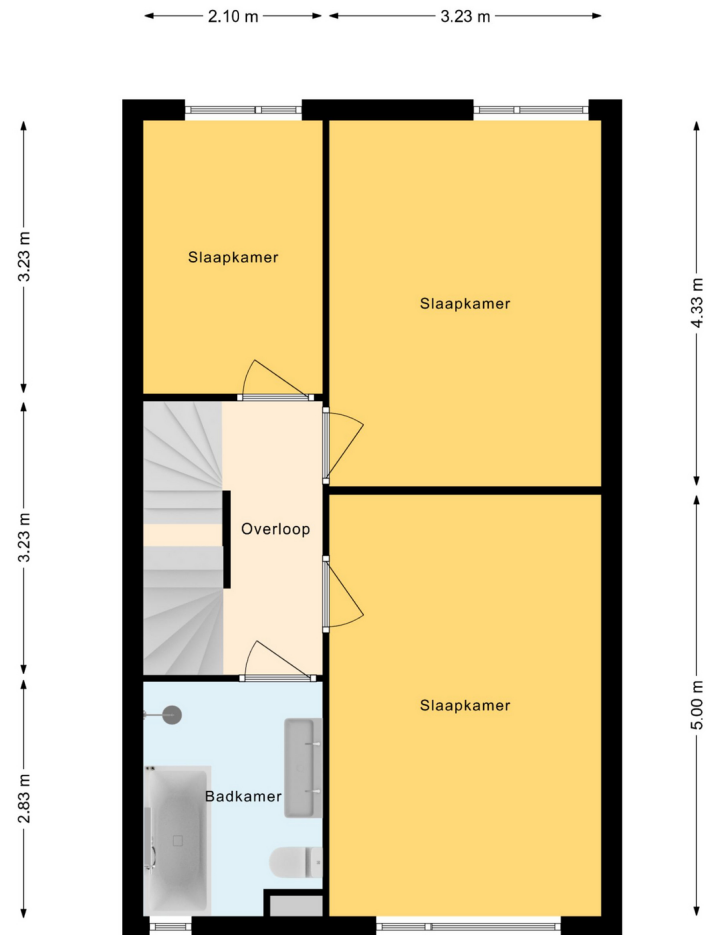 2.10 m
3.23 m
3.23 m
4.33 m
Slaapkamer
Slaapkamer
3.23 m
Overloop
5.00 m
Slaapkamer
2.83 m
Badkamer